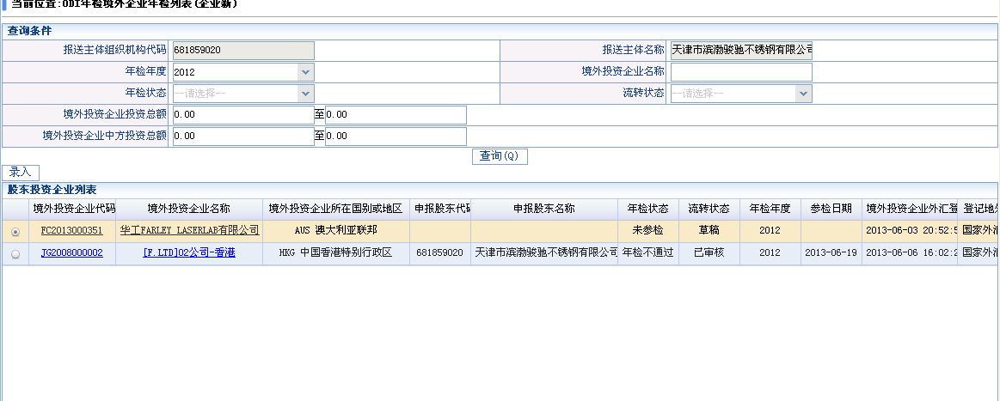 当前位置:ODI年检境外企业年检列表(企业新)
查询条件
报送主体组织机构代码 681859020 报送主体名称 天津市滨渤骏驰不锈钢有限公司
年检年度 2012 境外投资企业名称
年检状态 --请选择-- 流转状态 --请选择--
境外投资企业投资总额 0.00 至 0.00
境外投资企业中方投资总额 0.00 至 0.00
查询(Q)
录入
股东投资企业列表
境外投资企业代码 境外投资企业名称 境外投资企业所在国别或地区 申报股东代码 申报股东名称 年检状态 流转状态 年检年度 参检日期 境外投资企业外汇登 登记地外
FC2013000351 华工FARLEY LASERLAB有限公司 AUS 澳大利亚联邦 未参检 草稿 2012 2013-06-03 20:52:5 国家外汇
JG2008000002 [F.LTD]02公司-香港 HKG 中国香港特别行政区 681859020 天津市滨渤骏驰不锈钢有限公司 年检不通过 已审核 2012 2013-06-19 2013-06-06 16:02:2 国家外汇